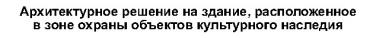 Архитектурное решение на здание, расположенное
в зоне охраны объектов культурного наследия